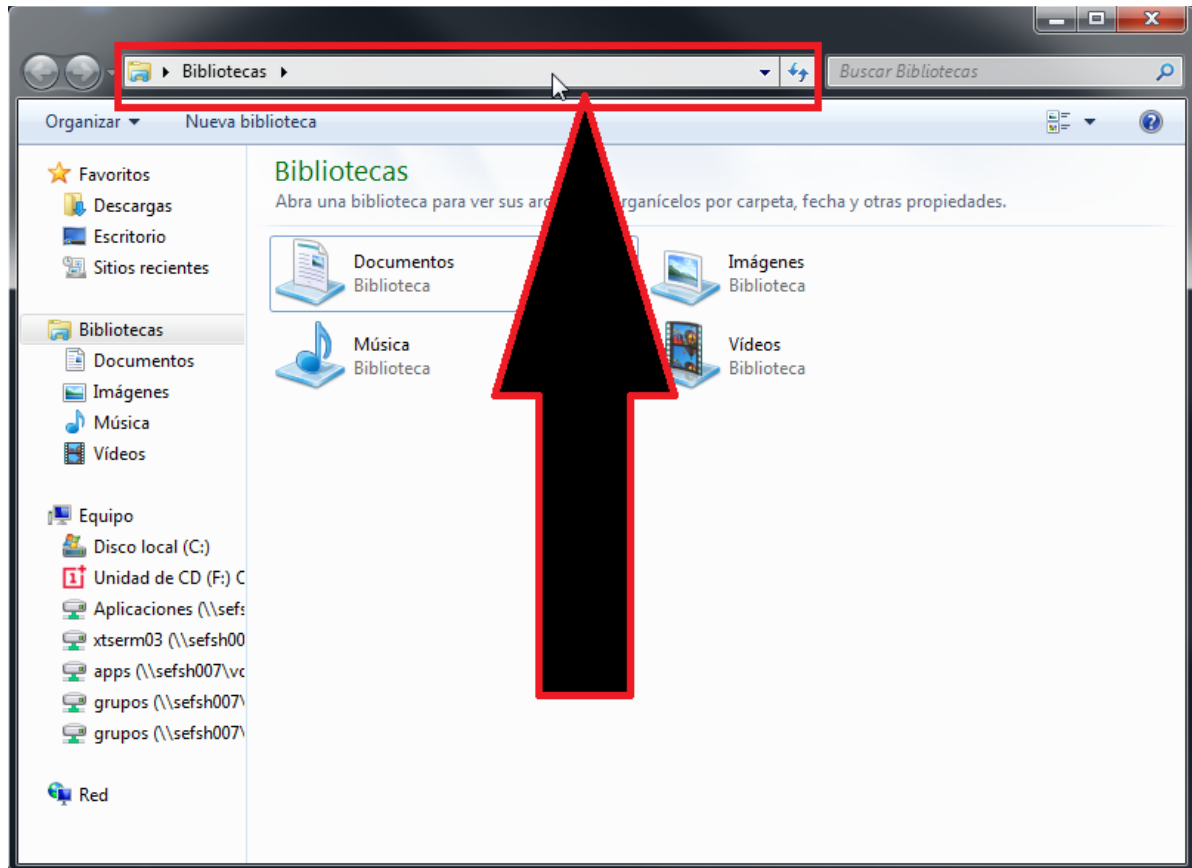 Bibliotecas
Buscar Bibliotecas
Organizar
Nueva biblioteca
Favoritos
Descargas
Escritorio
Sitios recientes
Bibliotecas
Documentos
Imágenes
Música
Vídeos
Equipo
Disco local (C:)
Unidad de CD (F:) C
Aplicaciones (\\sefs
xtserm03 (\\sefsh00
apps (\\sefsh007\vo
grupos (\\sefsh007\
grupos (\\sefsh007\
Red
Bibliotecas
Abra una biblioteca para ver sus por carpeta, fecha y otras propiedades.
Documentos
Biblioteca
Imágenes
Biblioteca
Música
Biblioteca
Vídeos
Biblioteca